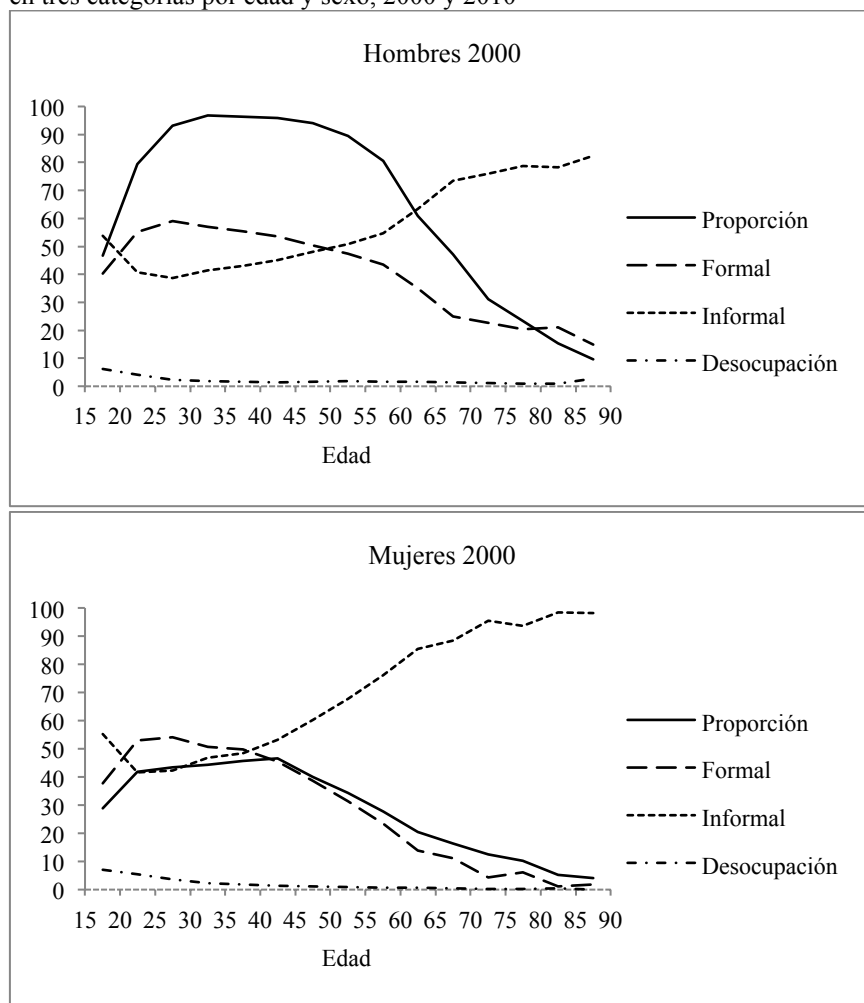 en tres categorías por edad y sexo, 2000 y 2010
Hombres 2000
100
90
80
70
60
50
40
30
20
10
0
15 20 25 30 35 40 45 50 55 60 65 70 75 80 85 90
Edad
Proporción
Formal
Informal
Desocupación
Mujeres 2000
100
90
80
70
60
50
40
30
20
10
0
15 20 25 30 35 40 45 50 55 60 65 70 75 80 85 90
Edad
Proporción
Formal
Informal
Desocupación